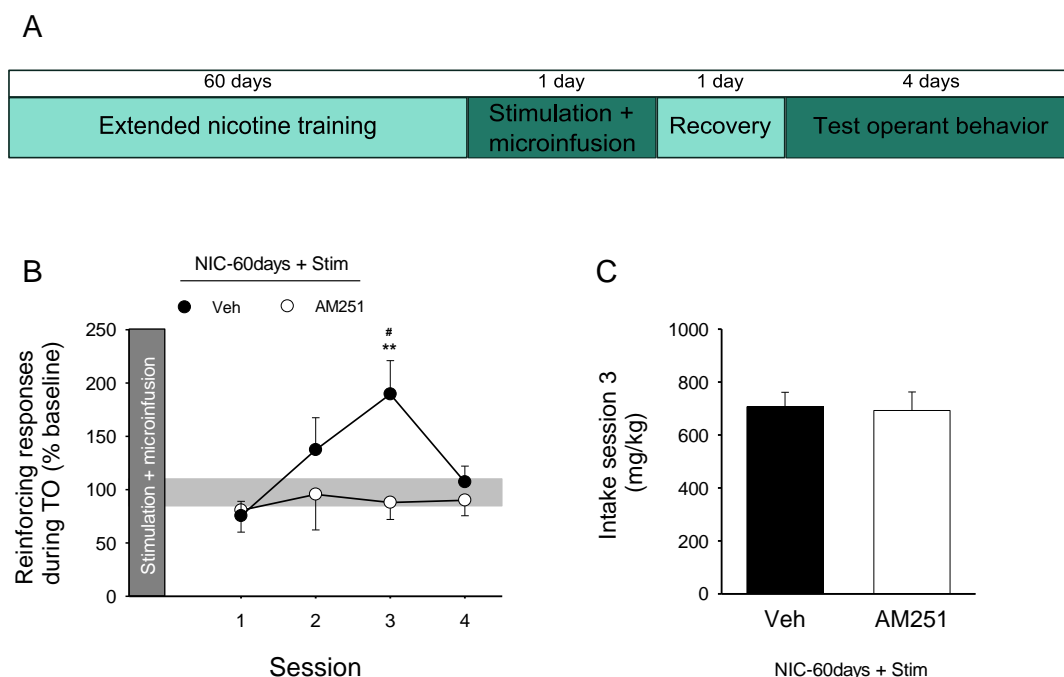 A
60 days
1 day
1 day
4 days
Extended nicotine training
Stimulation +
microinfusion
Recovery
Test operant behavior
B
NIC-60days + Stim
Veh
AM251
Reinforcing responses
during TO (% baseline)
250
200
150
100
50
0
Stimulation + microinfusion
#
**
1
2
3
4
Session
C
Intake session 3
(mg/kg)
1000
800
600
400
200
0
Veh
AM251
NIC-60days + Stim